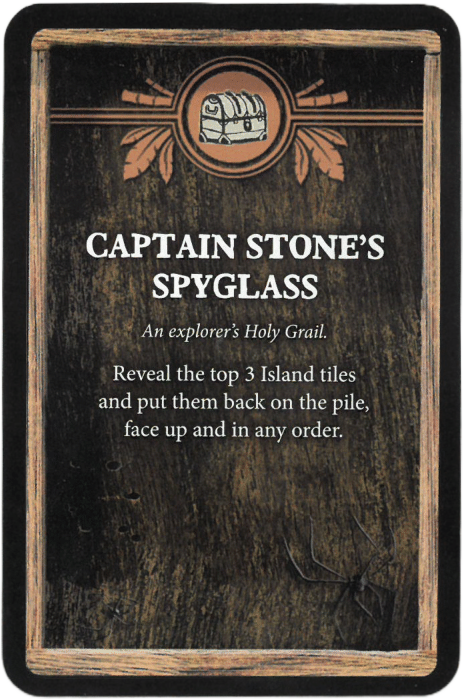 CAPTAIN STONE'S
SPYGLASS
An explorer's Holy Grail.
Reveal the top 3 Island tiles
and put them back on the pile,
face up and in any order.